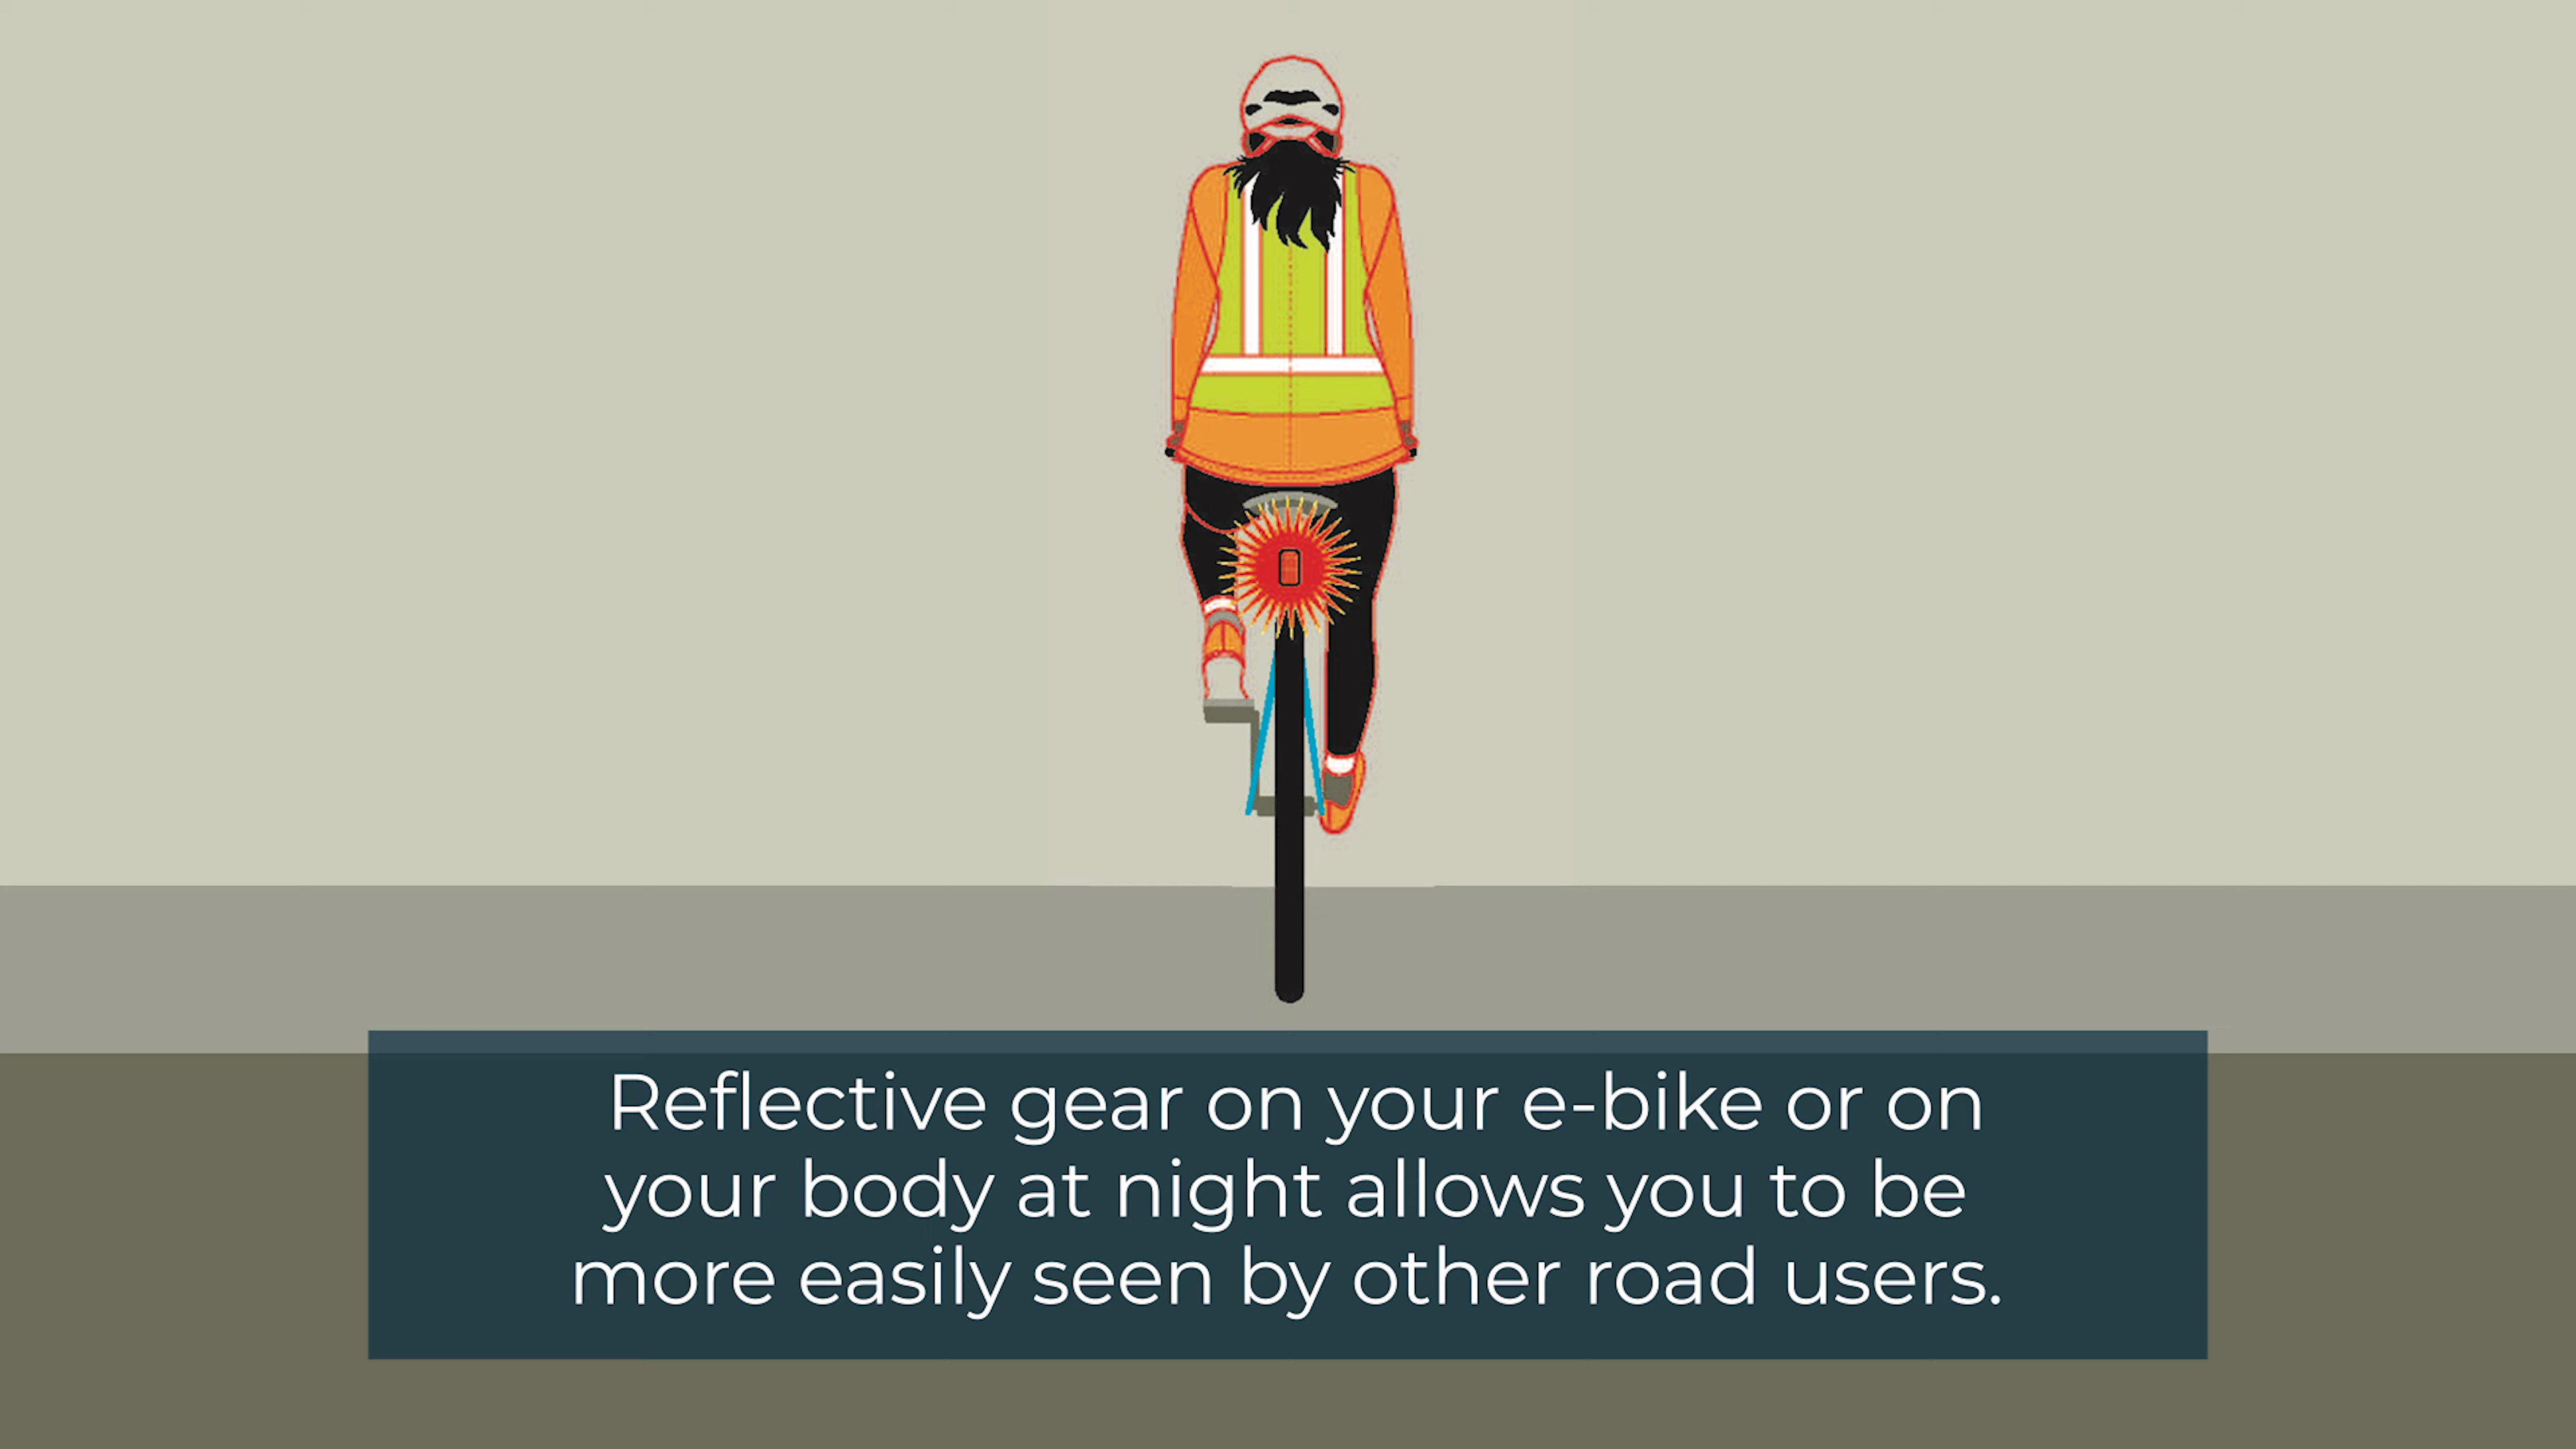 Reflective gear on your e-bike or on
your body at night allows you to be
more easily seen by other road users.